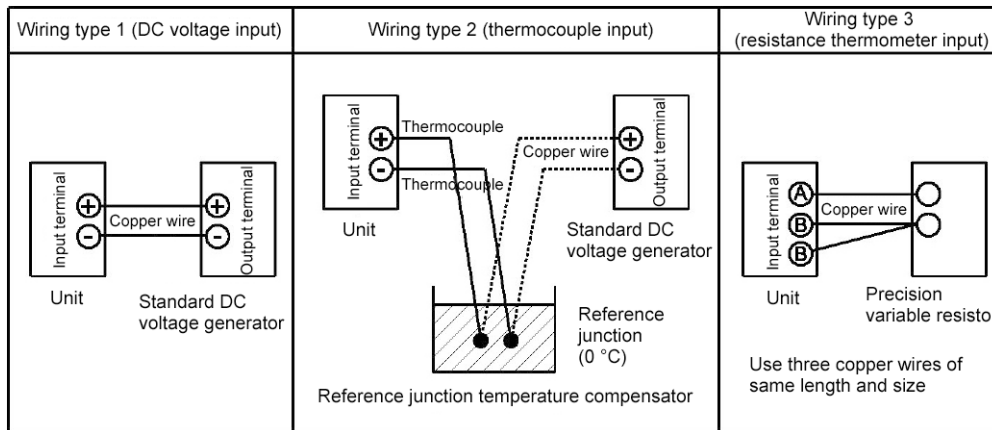 Wiring type 1 (DC voltage input)
Input terminal
+
-
Copper wire
+
-
Output terminal
Unit
Standard DC
voltage generator
Wiring type 2 (thermocouple input)
Input terminal
+
-
Thermocouple
Thermocouple
Copper wire
+
-
Output terminal
Unit
Standard DC
voltage generator
Reference
junction
(0 °C)
Reference junction temperature compensator
Wiring type 3
(resistance thermometer input)
Input terminal
A
B
B
Copper wire
Unit
Precision
variable resisto
Use three copper wires of
same length and size